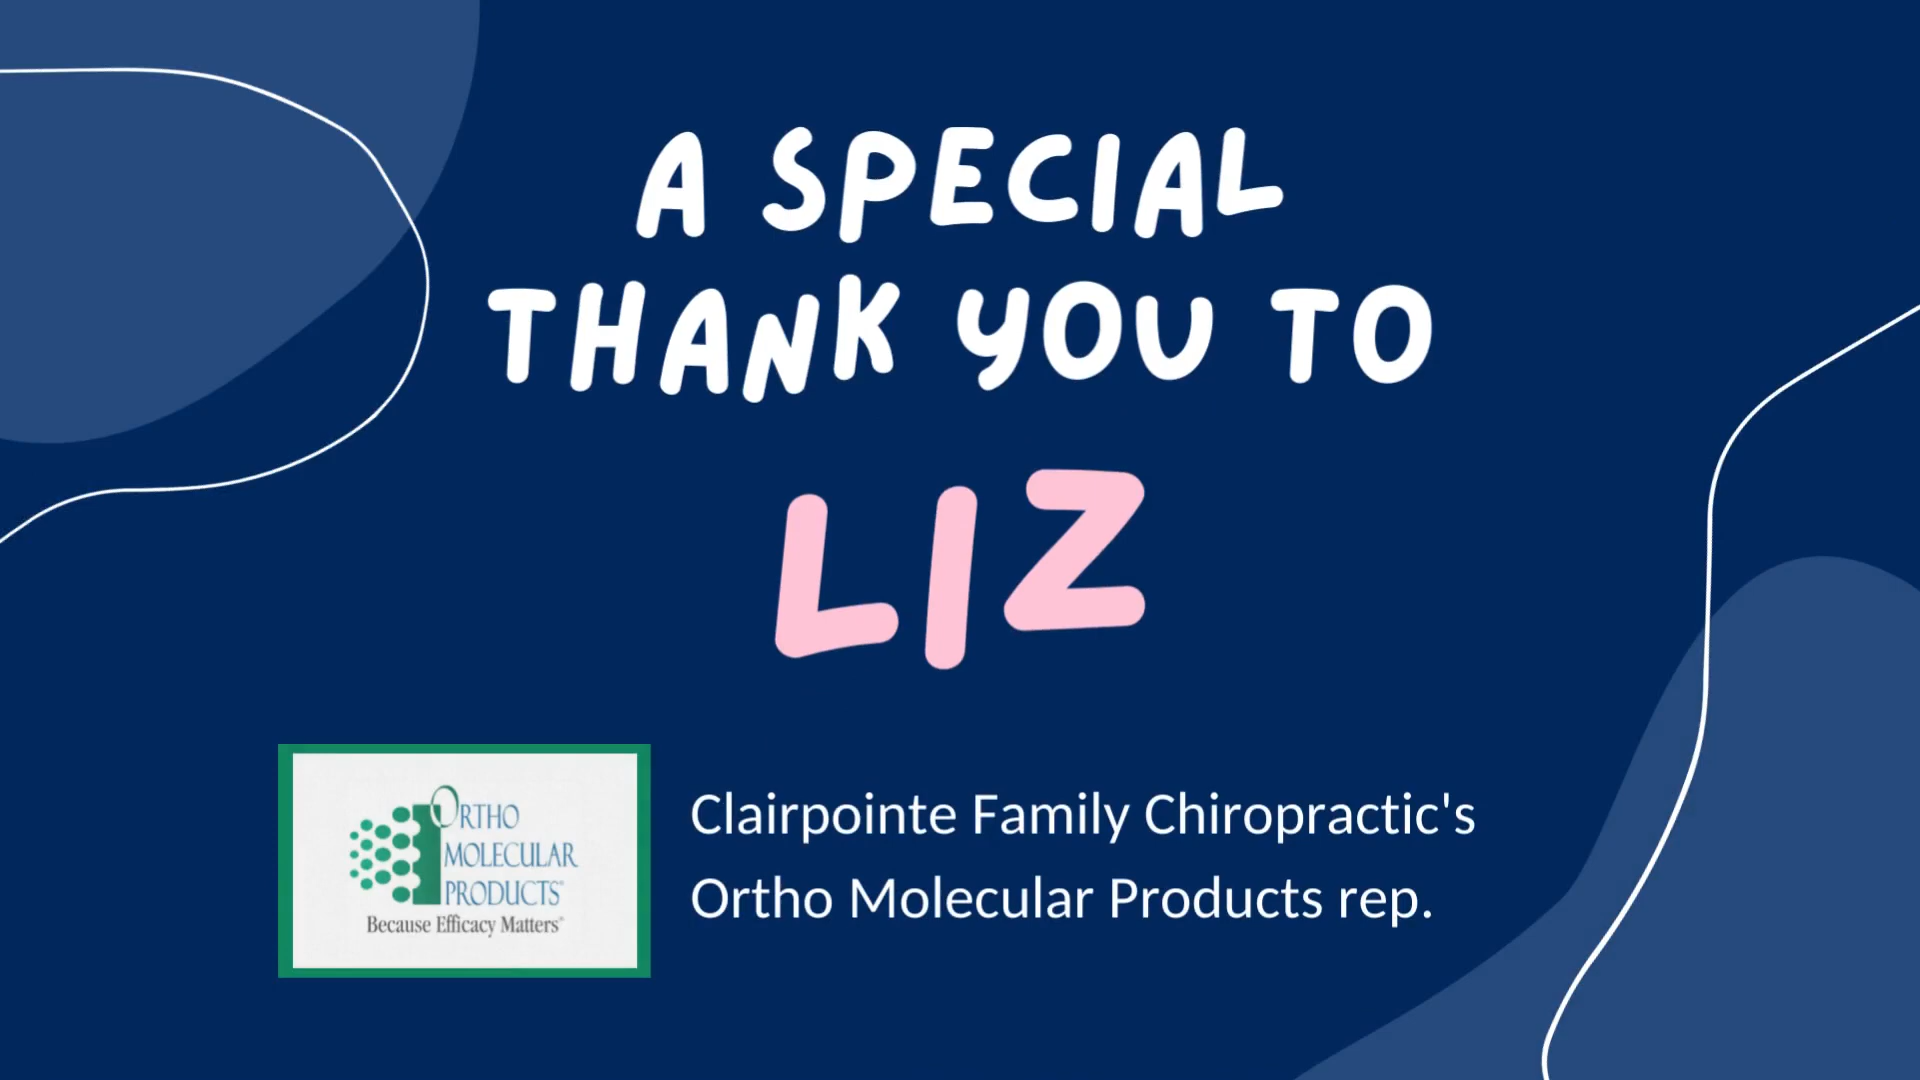 A SPECIAL
THANK YOU TO
LIZ
ORTHO
MOLECULAR
PRODUCTS®
Because Efficacy Matters®
Clairpointe Family Chiropractic's
Ortho Molecular Products rep.